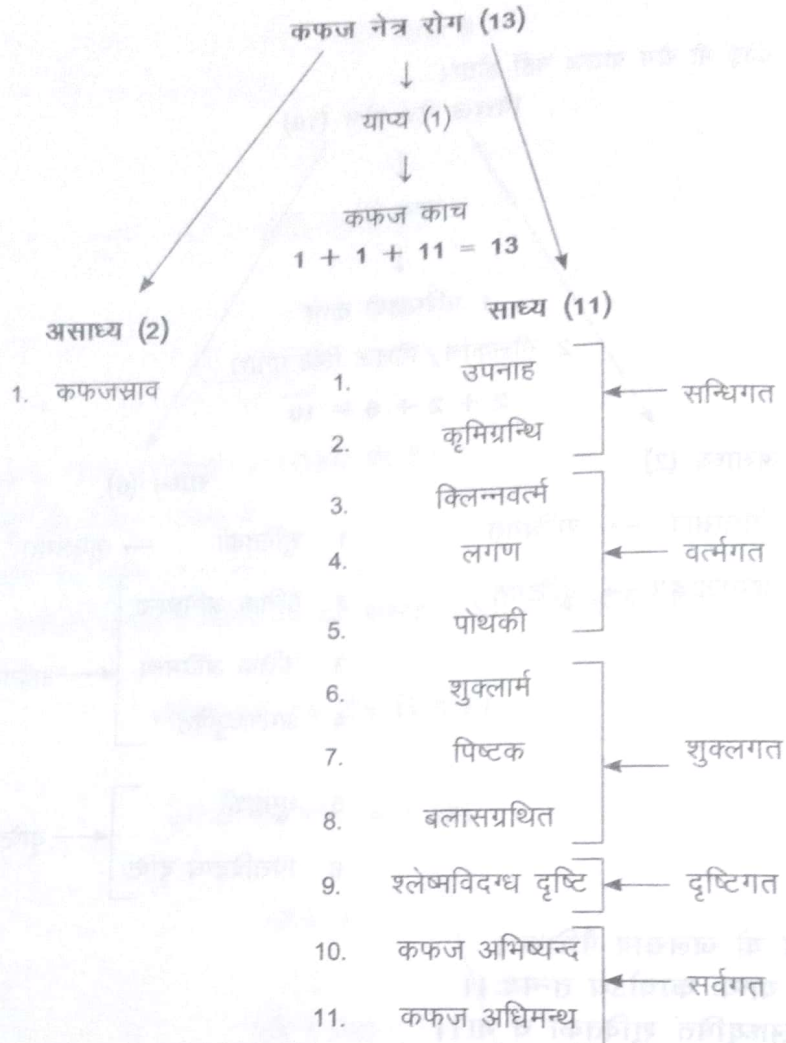 कफज नेत्र रोग (13)
↓
याप्य (1)
↓
कफज काच
1 + 1 + 11 = 13
असाध्य (2)
साध्य (11)
1. कफजस्राव
1. उपनाह
2. कृमिग्रन्थि
सन्धिगत
3. क्लिन्नवर्त्म
4. लगण
5. पोथकी
वर्त्मगत
6. शुक्लार्म
7. पिष्टक
8. बलासग्रथित
शुक्लगत
9. श्लेष्मविदग्ध दृष्टि
दृष्टिगत
10. कफज अभिष्यन्द
11. कफज अधिमन्थ
सर्वगत